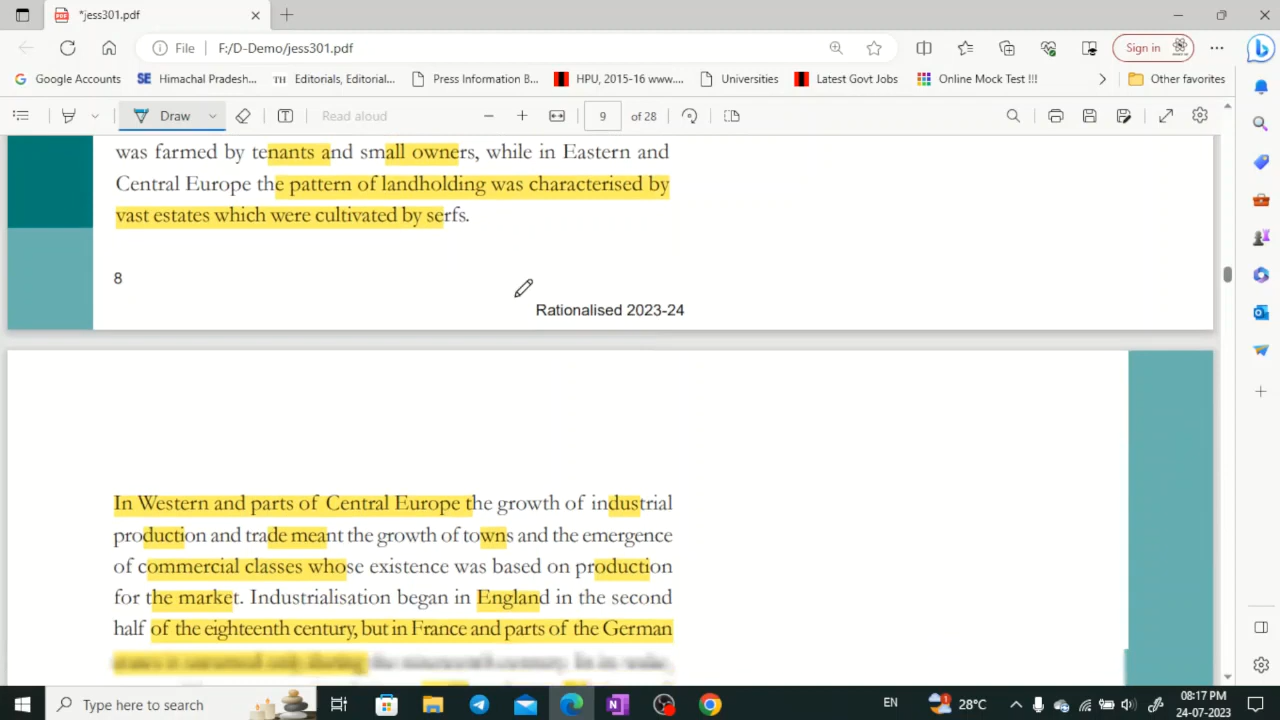 *jess301.pdf
File F:/D-Demo/jess301.pdf Sign in
Google Accounts SE Himachal Pradesh... TH Editorials, Editorial... Press Information B... HPU, 2015-16 www.... Universities Latest Govt Jobs Online Mock Test !!! Other favorites
Draw Read aloud 9 of 28
was farmed by tenants and small owners, while in Eastern and
Central Europe the pattern of landholding was characterised by
vast estates which were cultivated by serfs.
8
Rationalised 2023-24
In Western and parts of Central Europe the growth of industrial
production and trade meant the growth of towns and the emergence
of commercial classes whose existence was based on production
for the market. Industrialisation began in England in the second
half of the eighteenth century, but in France and parts of the German
Type here to search EN 28°C 08:17 PM
24-07-2023